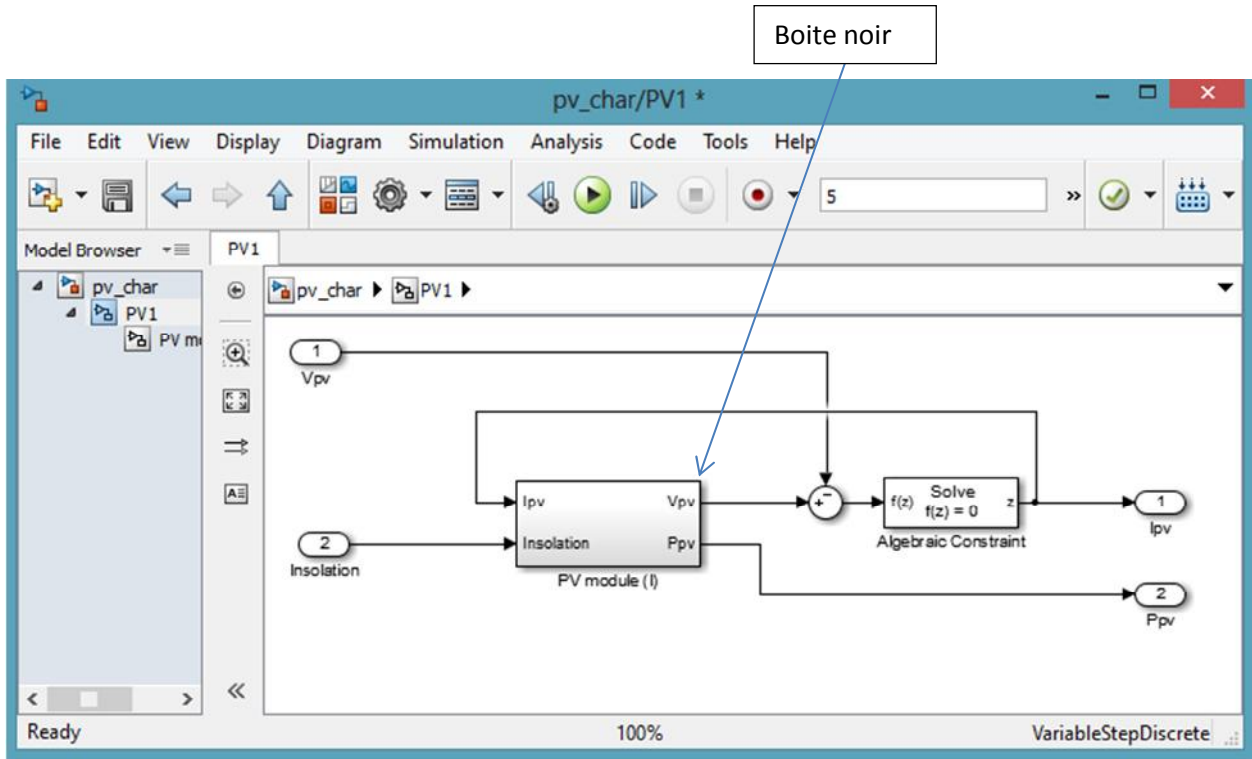 Boite noir
pv_char/PV1 *
File Edit View Display Diagram Simulation Analysis Code Tools Help
5 »
Model Browser PV1
pv_char
PV1
PV m
pv_char PV1
1
Vpv
Ipv Vpv
Insolation Ppv
PV module (I)
2
Insolation
+ -
f(z) Solve f(z) = 0 z
Algebraic Constraint
1
Ipv
2
Ppv
Ready 100% VariableStepDiscrete